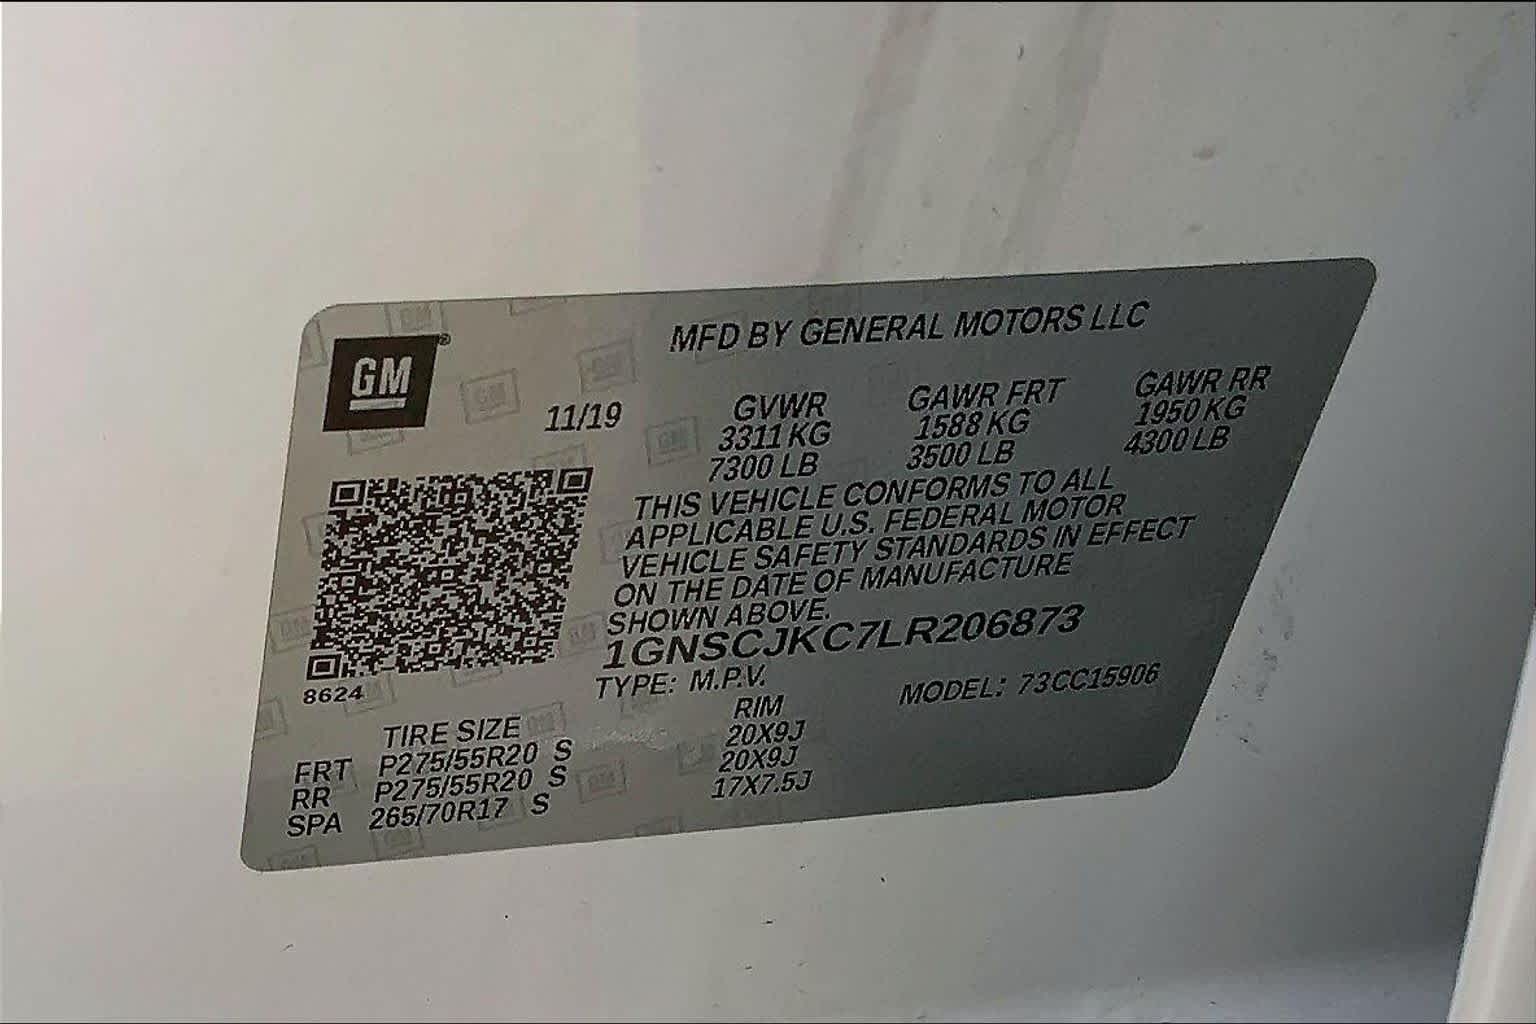 MFD BY GENERAL MOTORS LLC
GM®
11/19
GVWR GAWR FRT GAWR RR
3311 KG 1588 KG 1950 KG
7300 LB 3500 LB 4300 LB
THIS VEHICLE CONFORMS TO ALL
APPLICABLE U.S. FEDERAL MOTOR
VEHICLE SAFETY STANDARDS IN EFFECT
ON THE DATE OF MANUFACTURE
SHOWN ABOVE.
1GNSCJKC7LR206873
8624
TYPE: M.P.V. MODEL: 73CC15906
TIRE SIZE RIM
FRT P275/55R20 S 20X9J
RR P275/55R20 S 20X9J
SPA 265/70R17 S 17X7.5J